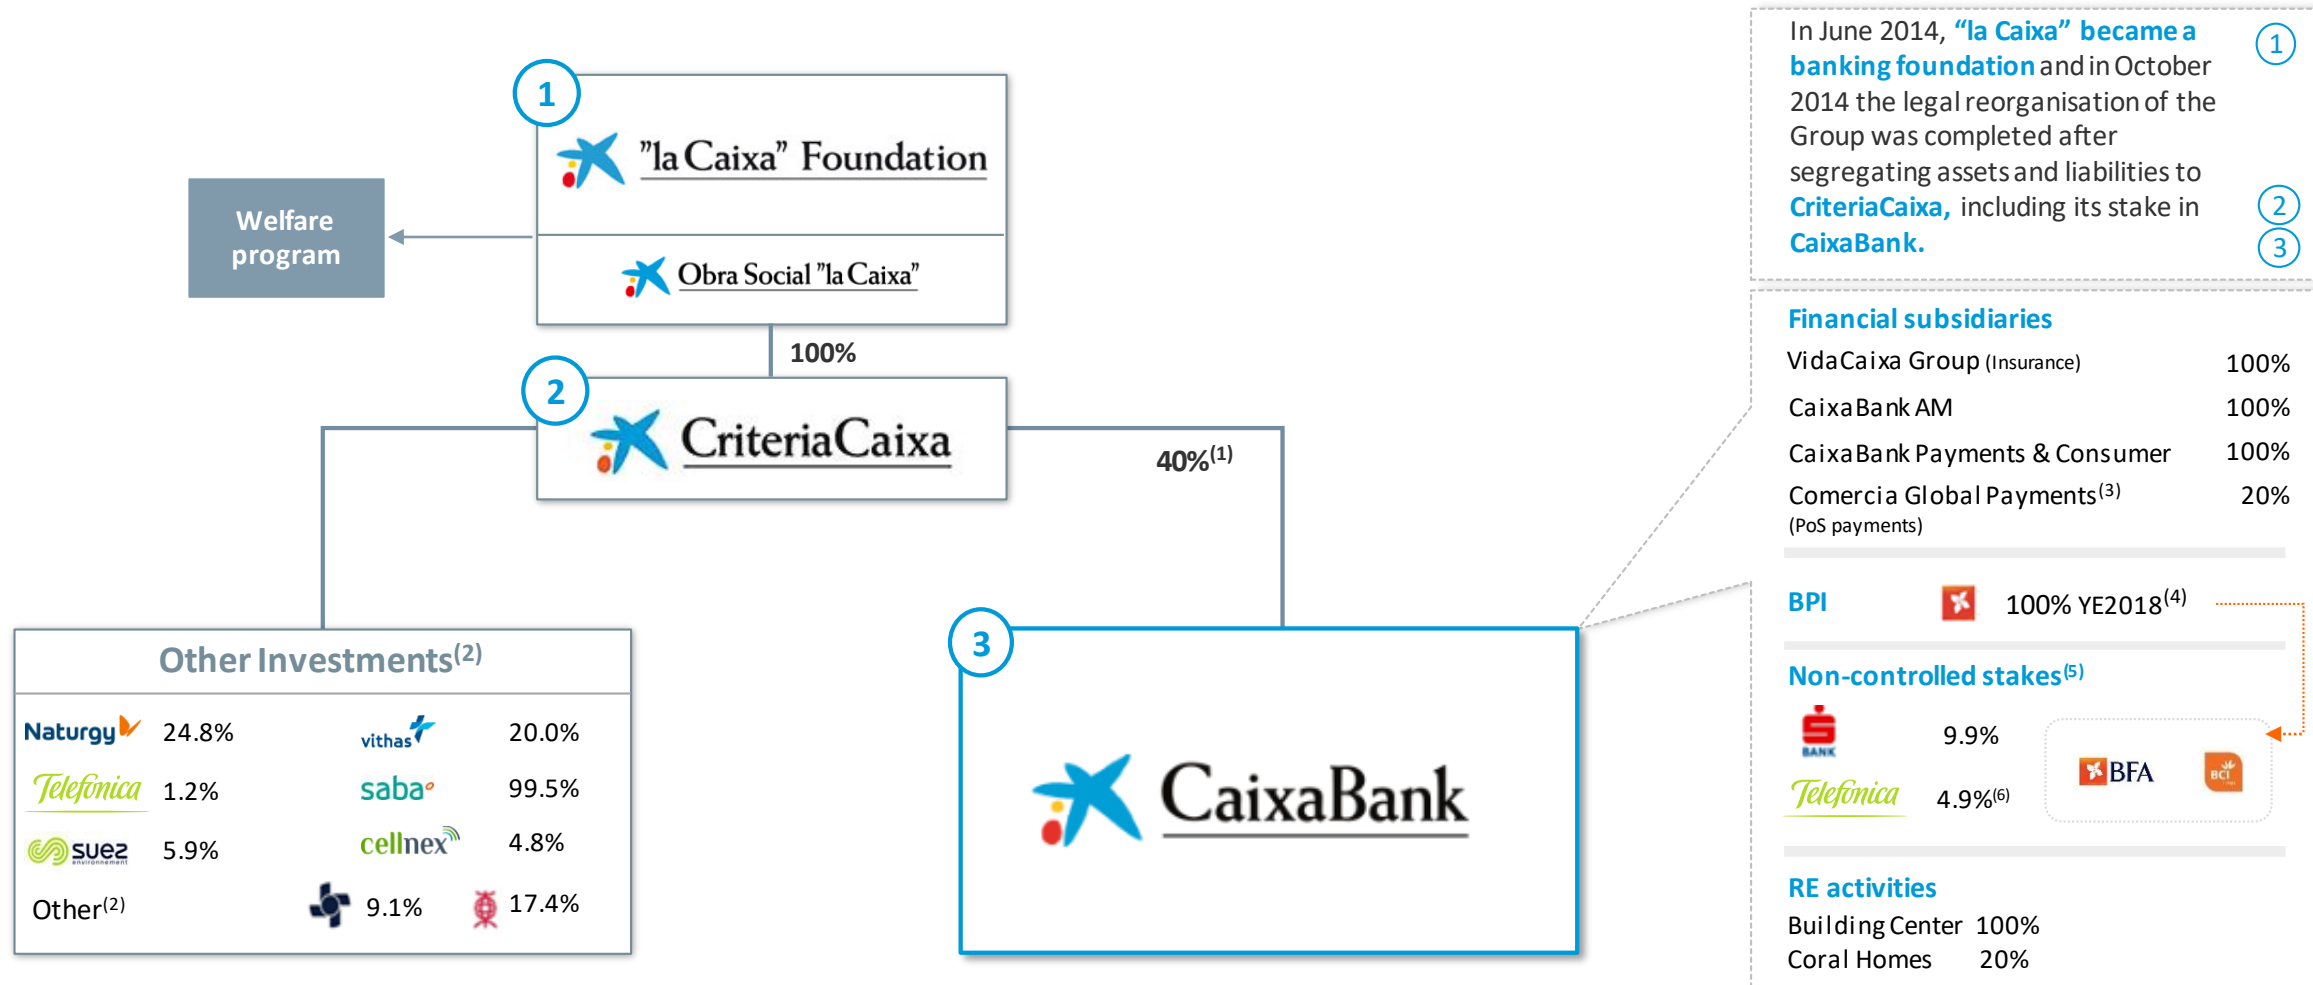 1
"la Caixa" Foundation
Obra Social "la Caixa"
Welfare
program
100%
2
CriteriaCaixa
40%(1)
Other Investments(2)
Naturgy 24.8%
vithas 20.0%
Telefónica 1.2%
saba 99.5%
suez 5.9%
environnement
cellnex 4.8%
Other(2) 9.1% 17.4%
3
CaixaBank
In June 2014, “la Caixa” became a 1
banking foundation and in October
2014 the legal reorganisation of the
Group was completed after
segregating assets and liabilities to
CriteriaCaixa, including its stake in 2
CaixaBank. 3
Financial subsidiaries
VidaCaixa Group (Insurance) 100%
CaixaBank AM 100%
CaixaBank Payments & Consumer 100%
Comercia Global Payments(3) 20%
(PoS payments)
BPI 100% YE2018(4)
Non-controlled stakes(5)
S
BANK
9.9%
Telefónica 4.9%(6)
BFA
BCI
RE activities
Building Center 100%
Coral Homes 20%